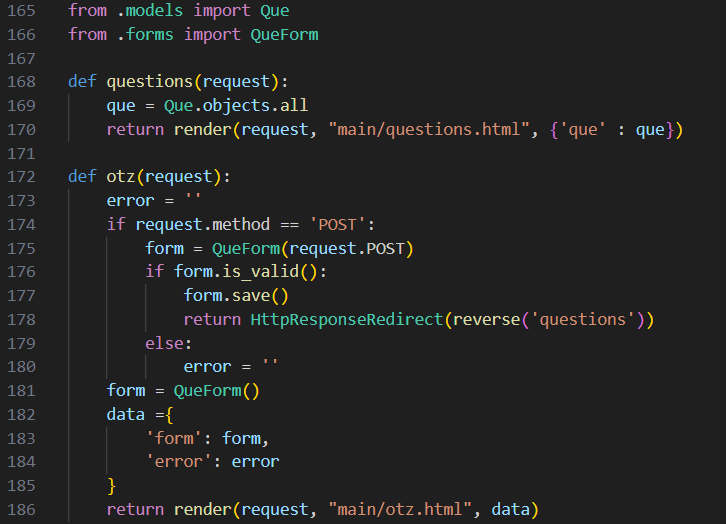 165 from .models import Que
166 from .forms import QueForm
167
168 def questions(request):
169     que = Que.objects.all
170     return render(request, "main/questions.html", {'que' : que})
171
172 def otz(request):
173     error = ''
174     if request.method == 'POST':
175         form = QueForm(request.POST)
176         if form.is_valid():
177             form.save()
178             return HttpResponseRedirect(reverse('questions'))
179         else:
180             error = ''
181     form = QueForm()
182     data ={
183         'form': form,
184         'error': error
185     }
186     return render(request, "main/otz.html", data)